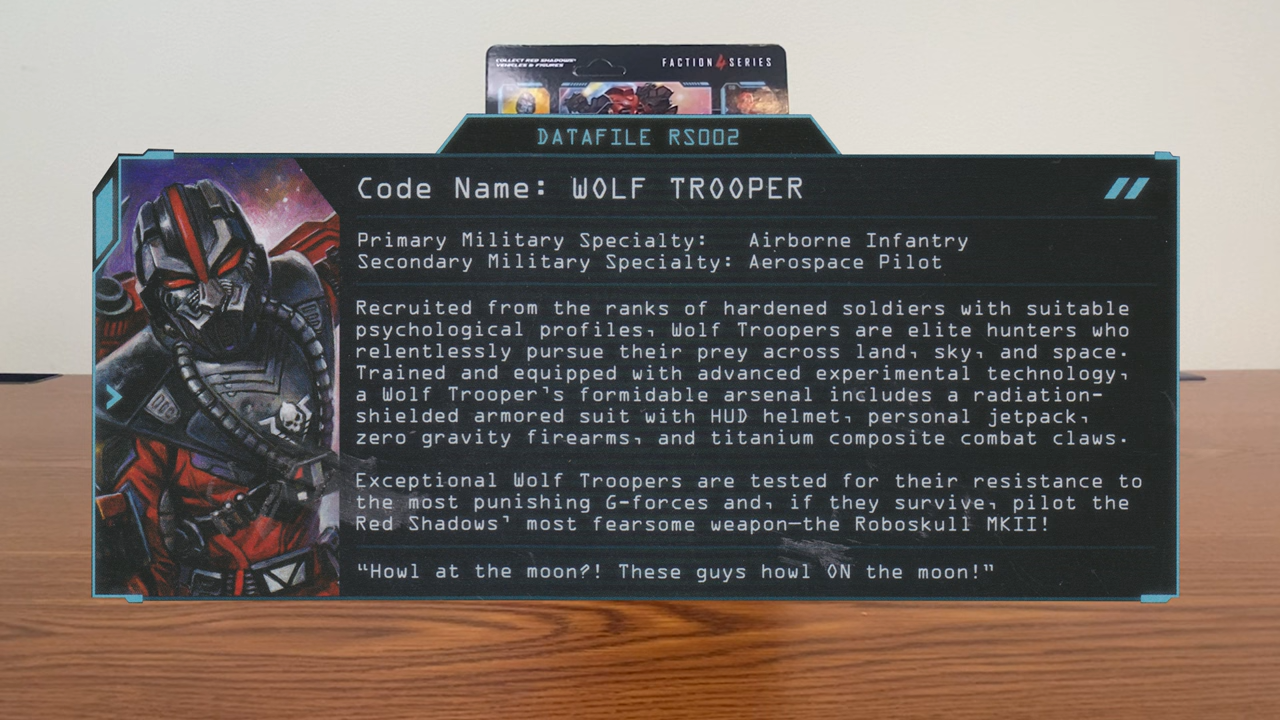 COLLECT RED SHADOWS
VEHICLES & FIGURES
FACTION 4 SERIES
DATAFILE RS002
Code Name: WOLF TROOPER
Primary Military Specialty: Airborne Infantry
Secondary Military Specialty: Aerospace Pilot
Recruited from the ranks of hardened soldiers with suitable
psychological profiles, Wolf Troopers are elite hunters who
relentlessly pursue their prey across land, sky, and space.
Trained and equipped with advanced experimental technology,
a Wolf Trooper's formidable arsenal includes a radiation-
shielded armored suit with HUD helmet, personal jetpack,
zero gravity firearms, and titanium composite combat claws.
Exceptional Wolf Troopers are tested for their resistance to
the most punishing G-forces and, if they survive, pilot the
Red Shadows' most fearsome weapon—the Roboskull MKII!
“Howl at the moon?! These guys howl ON the moon!”